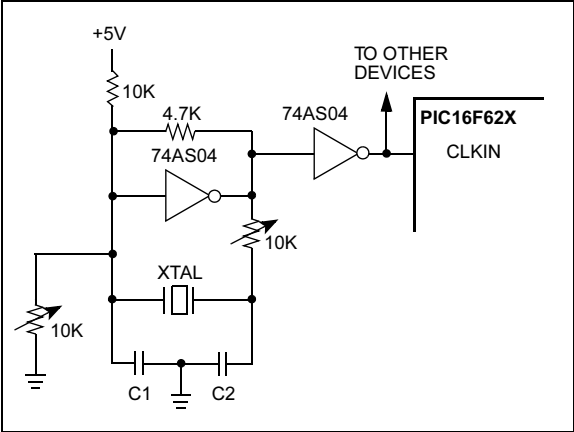 +5V
TO OTHER
DEVICES
10K
4.7K
74AS04
PIC16F62X
74AS04
CLKIN
10K
XTAL
10K
C1
C2